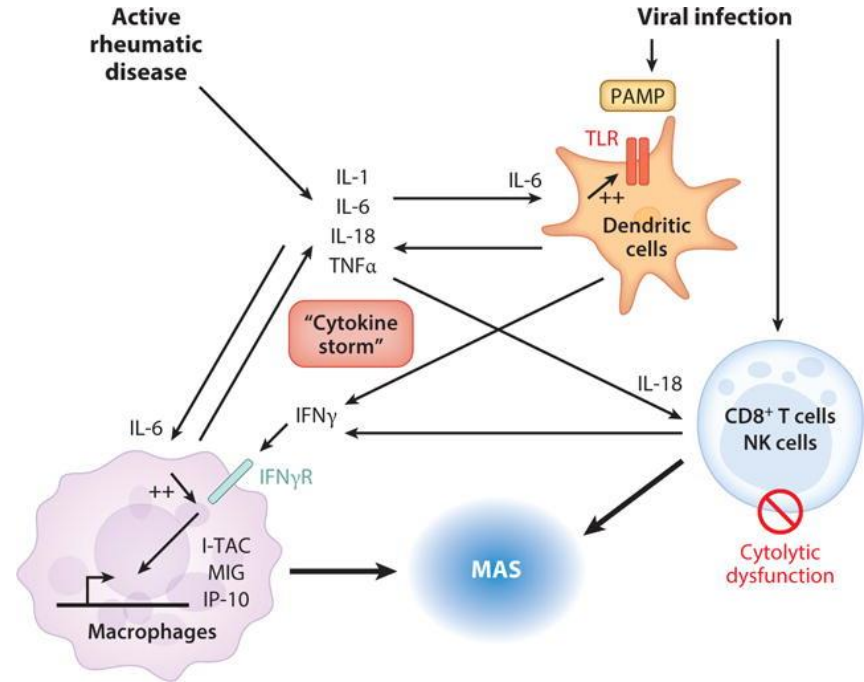 Active
rheumatic
disease
Viral infection
PAMP
TLR
IL-1
IL-6
IL-18
TNFα
IL-6
++
Dendritic
cells
“Cytokine
storm”
IL-18
CD8⁺ T cells
NK cells
IFNγ
IL-6
IFNγR
++
I-TAC
MIG
IP-10
Macrophages
MAS
Cytolytic
dysfunction